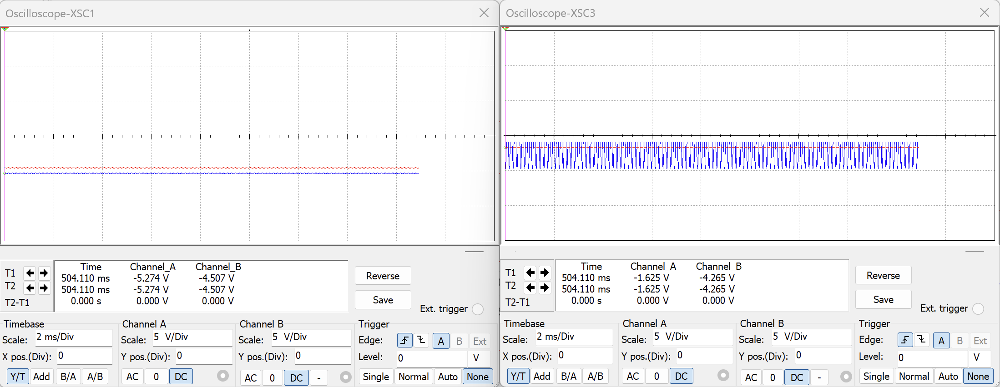 Oscilloscope-XSC1
Time Channel_A Channel_B
T1 504.110 ms -5.274 V -4.507 V
T2 504.110 ms -5.274 V -4.507 V
T2-T1 0.000 s 0.000 V 0.000 V
Reverse
Save
Ext. trigger
Timebase
Scale: 2 ms/Div
X pos.(Div): 0
Y/T Add B/A A/B
Channel A
Scale: 5 V/Div
Y pos.(Div): 0
AC 0 DC
Channel B
Scale: 5 V/Div
Y pos.(Div): 0
AC 0 DC -
Trigger
Edge: A B Ext
Level: 0 V
Single Normal Auto None
Oscilloscope-XSC3
Time Channel_A Channel_B
T1 504.110 ms -1.625 V -4.265 V
T2 504.110 ms -1.625 V -4.265 V
T2-T1 0.000 s 0.000 V 0.000 V
Reverse
Save
Ext. trigger
Timebase
Scale: 2 ms/Div
X pos.(Div): 0
Y/T Add B/A A/B
Channel A
Scale: 5 V/Div
Y pos.(Div): 0
AC 0 DC
Channel B
Scale: 5 V/Div
Y pos.(Div): 0
AC 0 DC -
Trigger
Edge: A B Ext
Level: 0 V
Single Normal Auto None